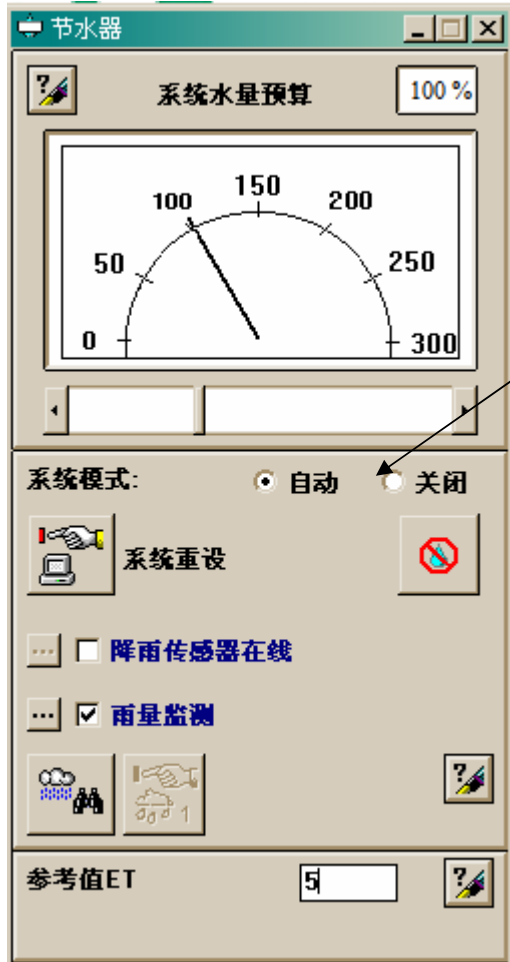 节水器
系统水量预算 100 %
0 50 100 150 200 250 300
系统模式: 自动 关闭
系统重设
降雨传感器在线
雨量监测
1
参考值ET 5